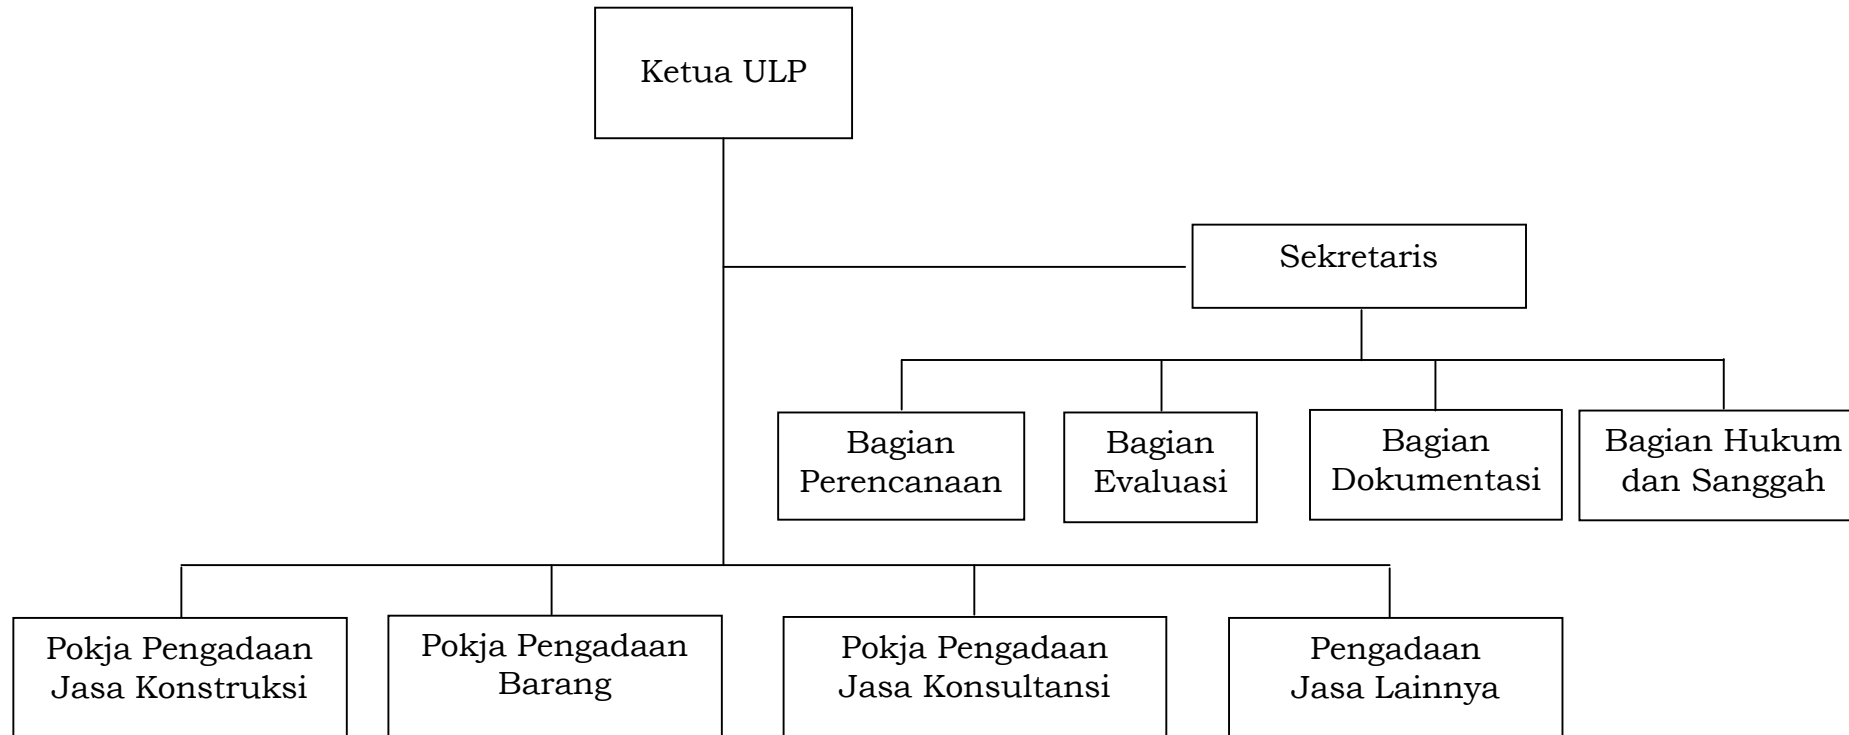 Ketua ULP
Sekretaris
Bagian
Perencanaan
Bagian
Evaluasi
Bagian
Dokumentasi
Bagian Hukum
dan Sanggah
Pokja Pengadaan
Jasa Konstruksi
Pokja Pengadaan
Barang
Pokja Pengadaan
Jasa Konsultansi
Pengadaan
Jasa Lainnya